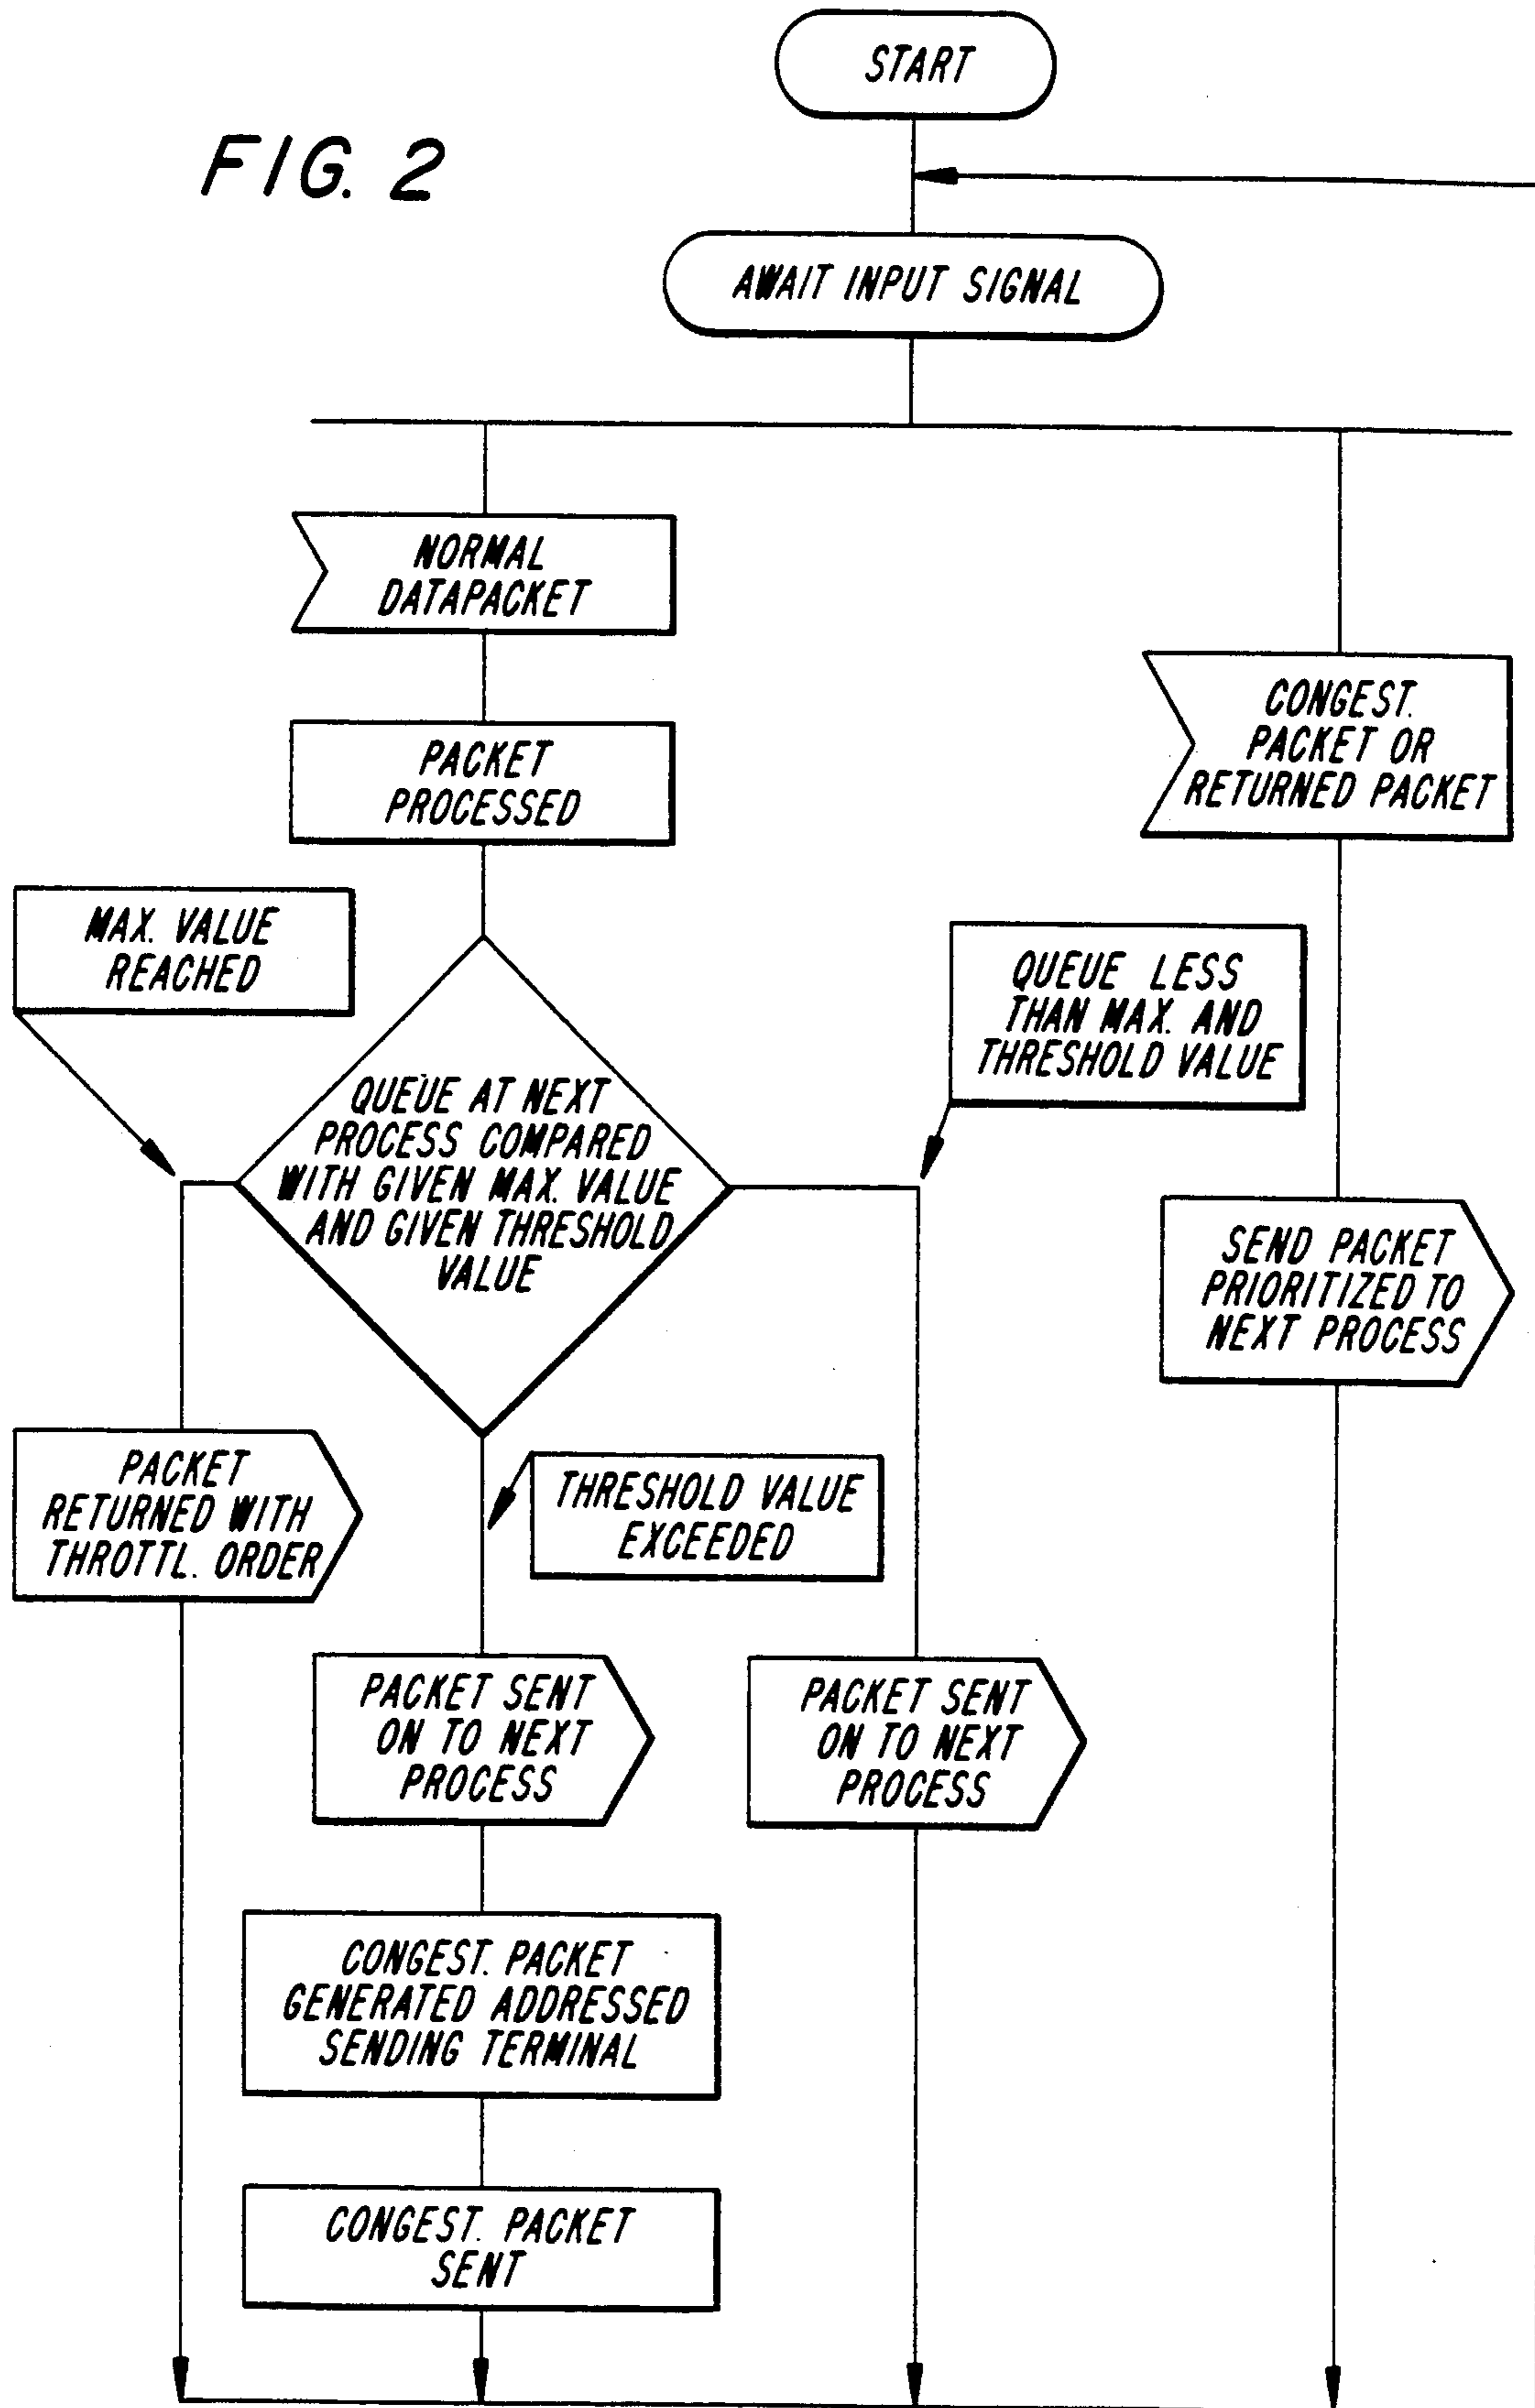 FIG. 2
START
AWAIT INPUT SIGNAL
NORMAL
DATAPACKET
PACKET
PROCESSED
CONGEST.
PACKET OR
RETURNED PACKET
MAX. VALUE
REACHED
QUEUE LESS
THAN MAX. AND
THRESHOLD VALUE
QUEUE AT NEXT
PROCESS COMPARED
WITH GIVEN MAX. VALUE
AND GIVEN THRESHOLD
VALUE
SEND PACKET
PRIORITIZED TO
NEXT PROCESS
PACKET
RETURNED WITH
THROTTL. ORDER
THRESHOLD VALUE
EXCEEDED
PACKET SENT
ON TO NEXT
PROCESS
PACKET SENT
ON TO NEXT
PROCESS
CONGEST. PACKET
GENERATED ADDRESSED
SENDING TERMINAL
CONGEST. PACKET
SENT